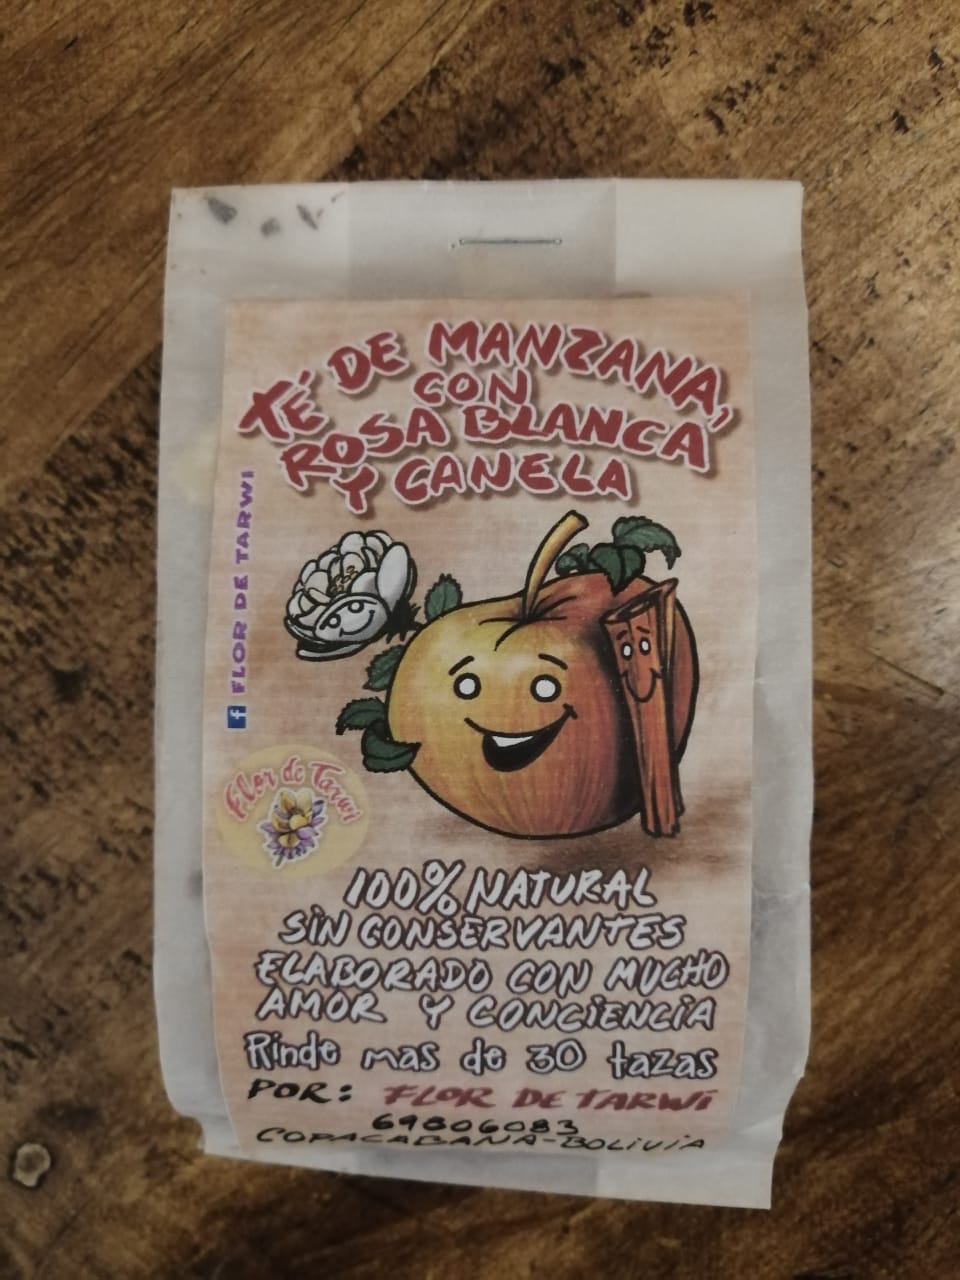 TÉ DE MANZANA,
CON
ROSA BLANCA
Y CANELA
FLOR DE TARWI
Flor de Tarwi
100% NATURAL
SIN CONSERVANTES
ELABORADO CON MUCHO
AMOR Y CONCIENCIA
Rinde mas de 30 tazas
POR: FLOR DE TARWI
69806083
COPACABANA-BOLIVIA